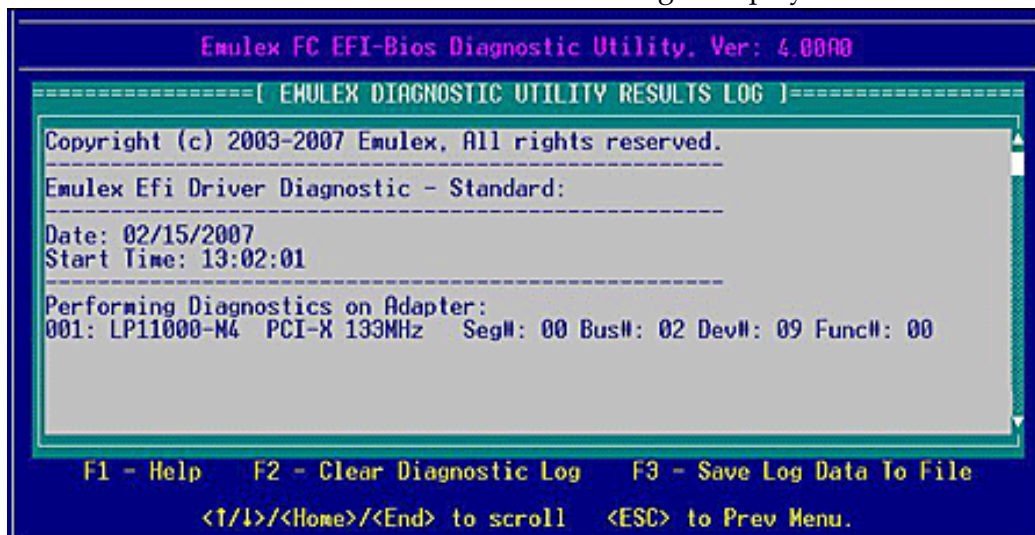 Emulex FC EFI-Bios Diagnostic Utility, Ver: 4.00A0
==================[ EMULEX DIAGNOSTIC UTILITY RESULTS LOG ]==================
Copyright (c) 2003-2007 Emulex, All rights reserved.
----------------------------------------------------
Emulex Efi Driver Diagnostic - Standard:
----------------------------------------------------
Date: 02/15/2007
Start Time: 13:02:01
----------------------------------------------------
Performing Diagnostics on Adapter:
001: LP11000-M4  PCI-X 133MHz   Seg#: 00 Bus#: 02 Dev#: 09 Func#: 00
F1 - Help   F2 - Clear Diagnostic Log   F3 - Save Log Data To File
<↑/↓>/<Home>/<End> to scroll   <ESC> to Prev Menu.